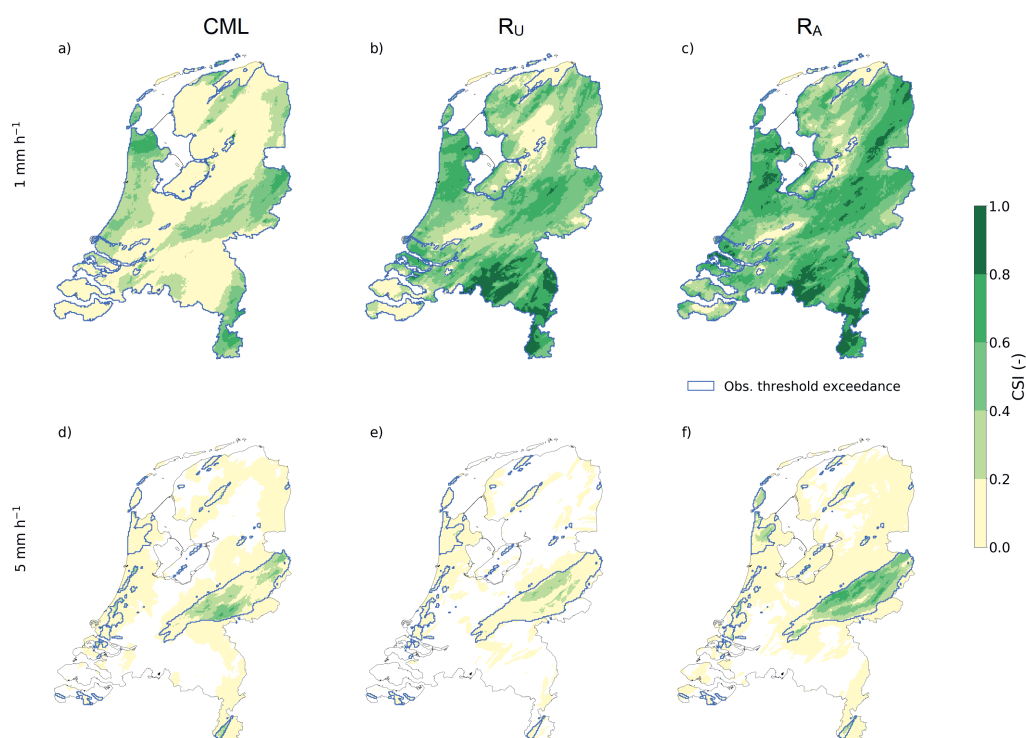 CML
R_U
R_A
a)
b)
c)
1 mm h⁻¹
1.0
0.8
0.6
0.4
0.2
0.0
CSI (-)
Obs. threshold exceedance
d)
e)
f)
5 mm h⁻¹